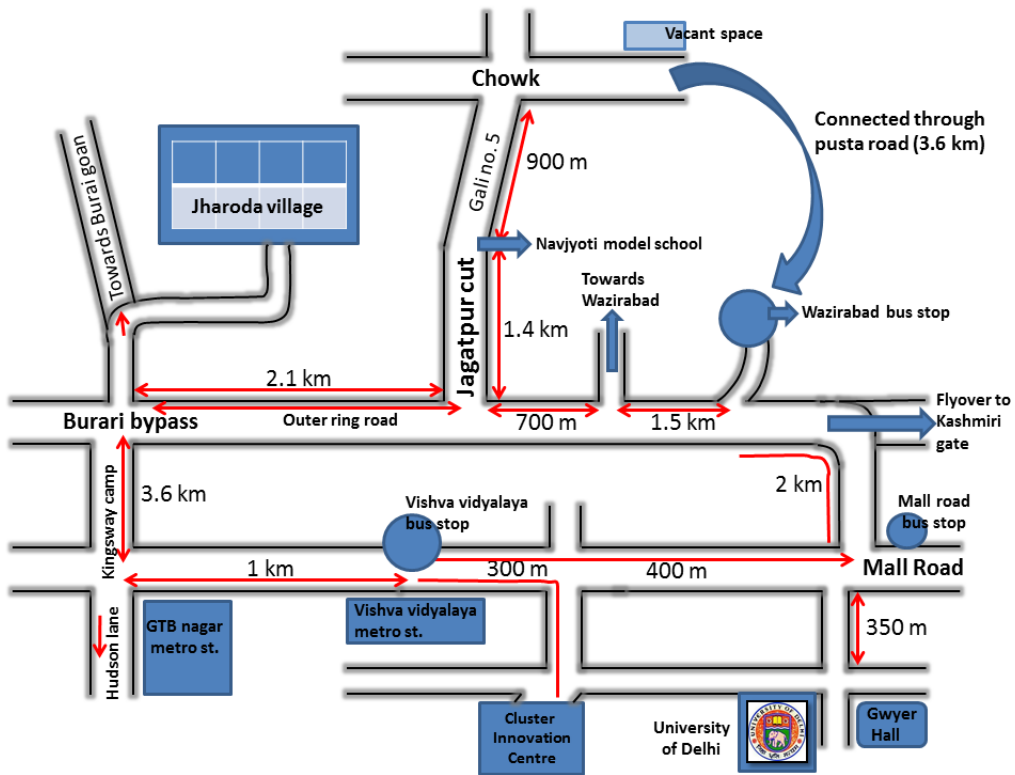 Vacant space
Chowk
Connected through
pusta road (3.6 km)
Towards Burai goan
Gali no. 5
900 m
Jharoda village
Navjyoti model school
Towards
Wazirabad
Jagatpur cut
1.4 km
Wazirabad bus stop
2.1 km
Burari bypass
Outer ring road
700 m
1.5 km
Flyover to
Kashmiri
gate
Kingsway camp
3.6 km
2 km
Vishva vidyalaya
bus stop
Mall road
bus stop
1 km
300 m
400 m
Mall Road
Hudson lane
GTB nagar
metro st.
Vishva vidyalaya
metro st.
350 m
Cluster
Innovation
Centre
University
of Delhi
UNIVERSITY OF DELHI
Gwyer
Hall